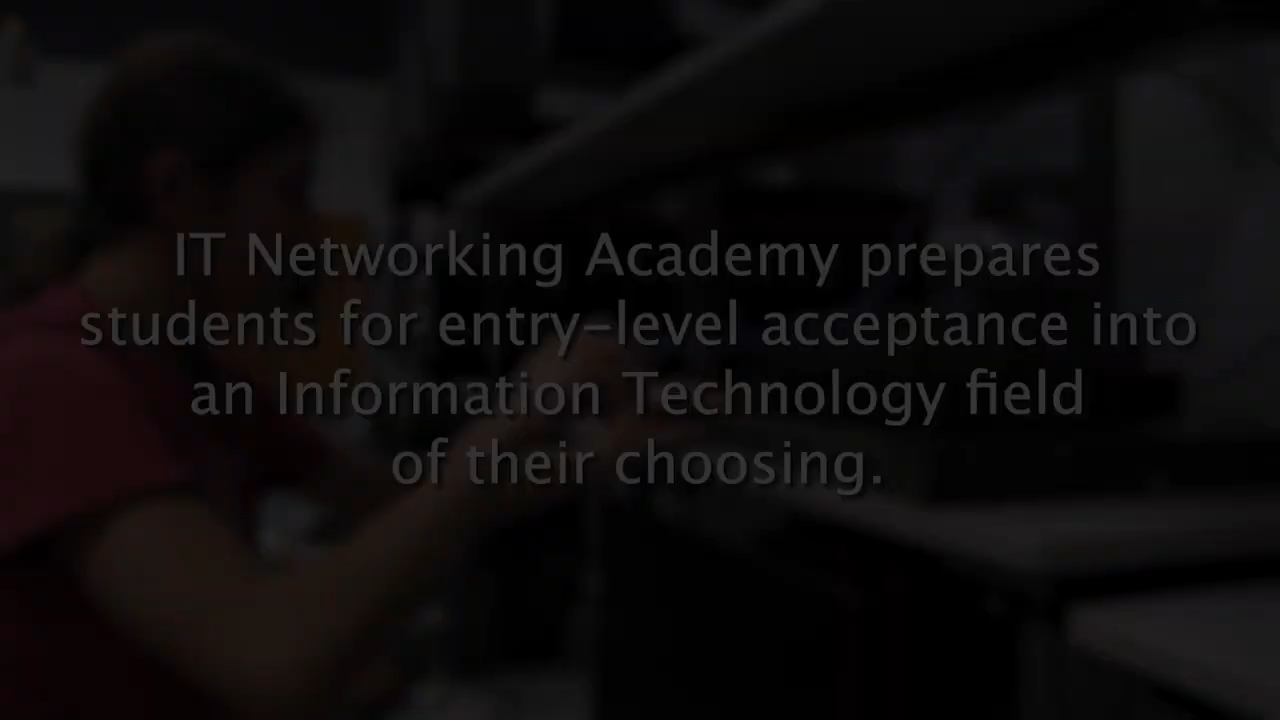 IT Networking Academy prepares
students for entry-level acceptance into
an Information Technology field
of their choosing.